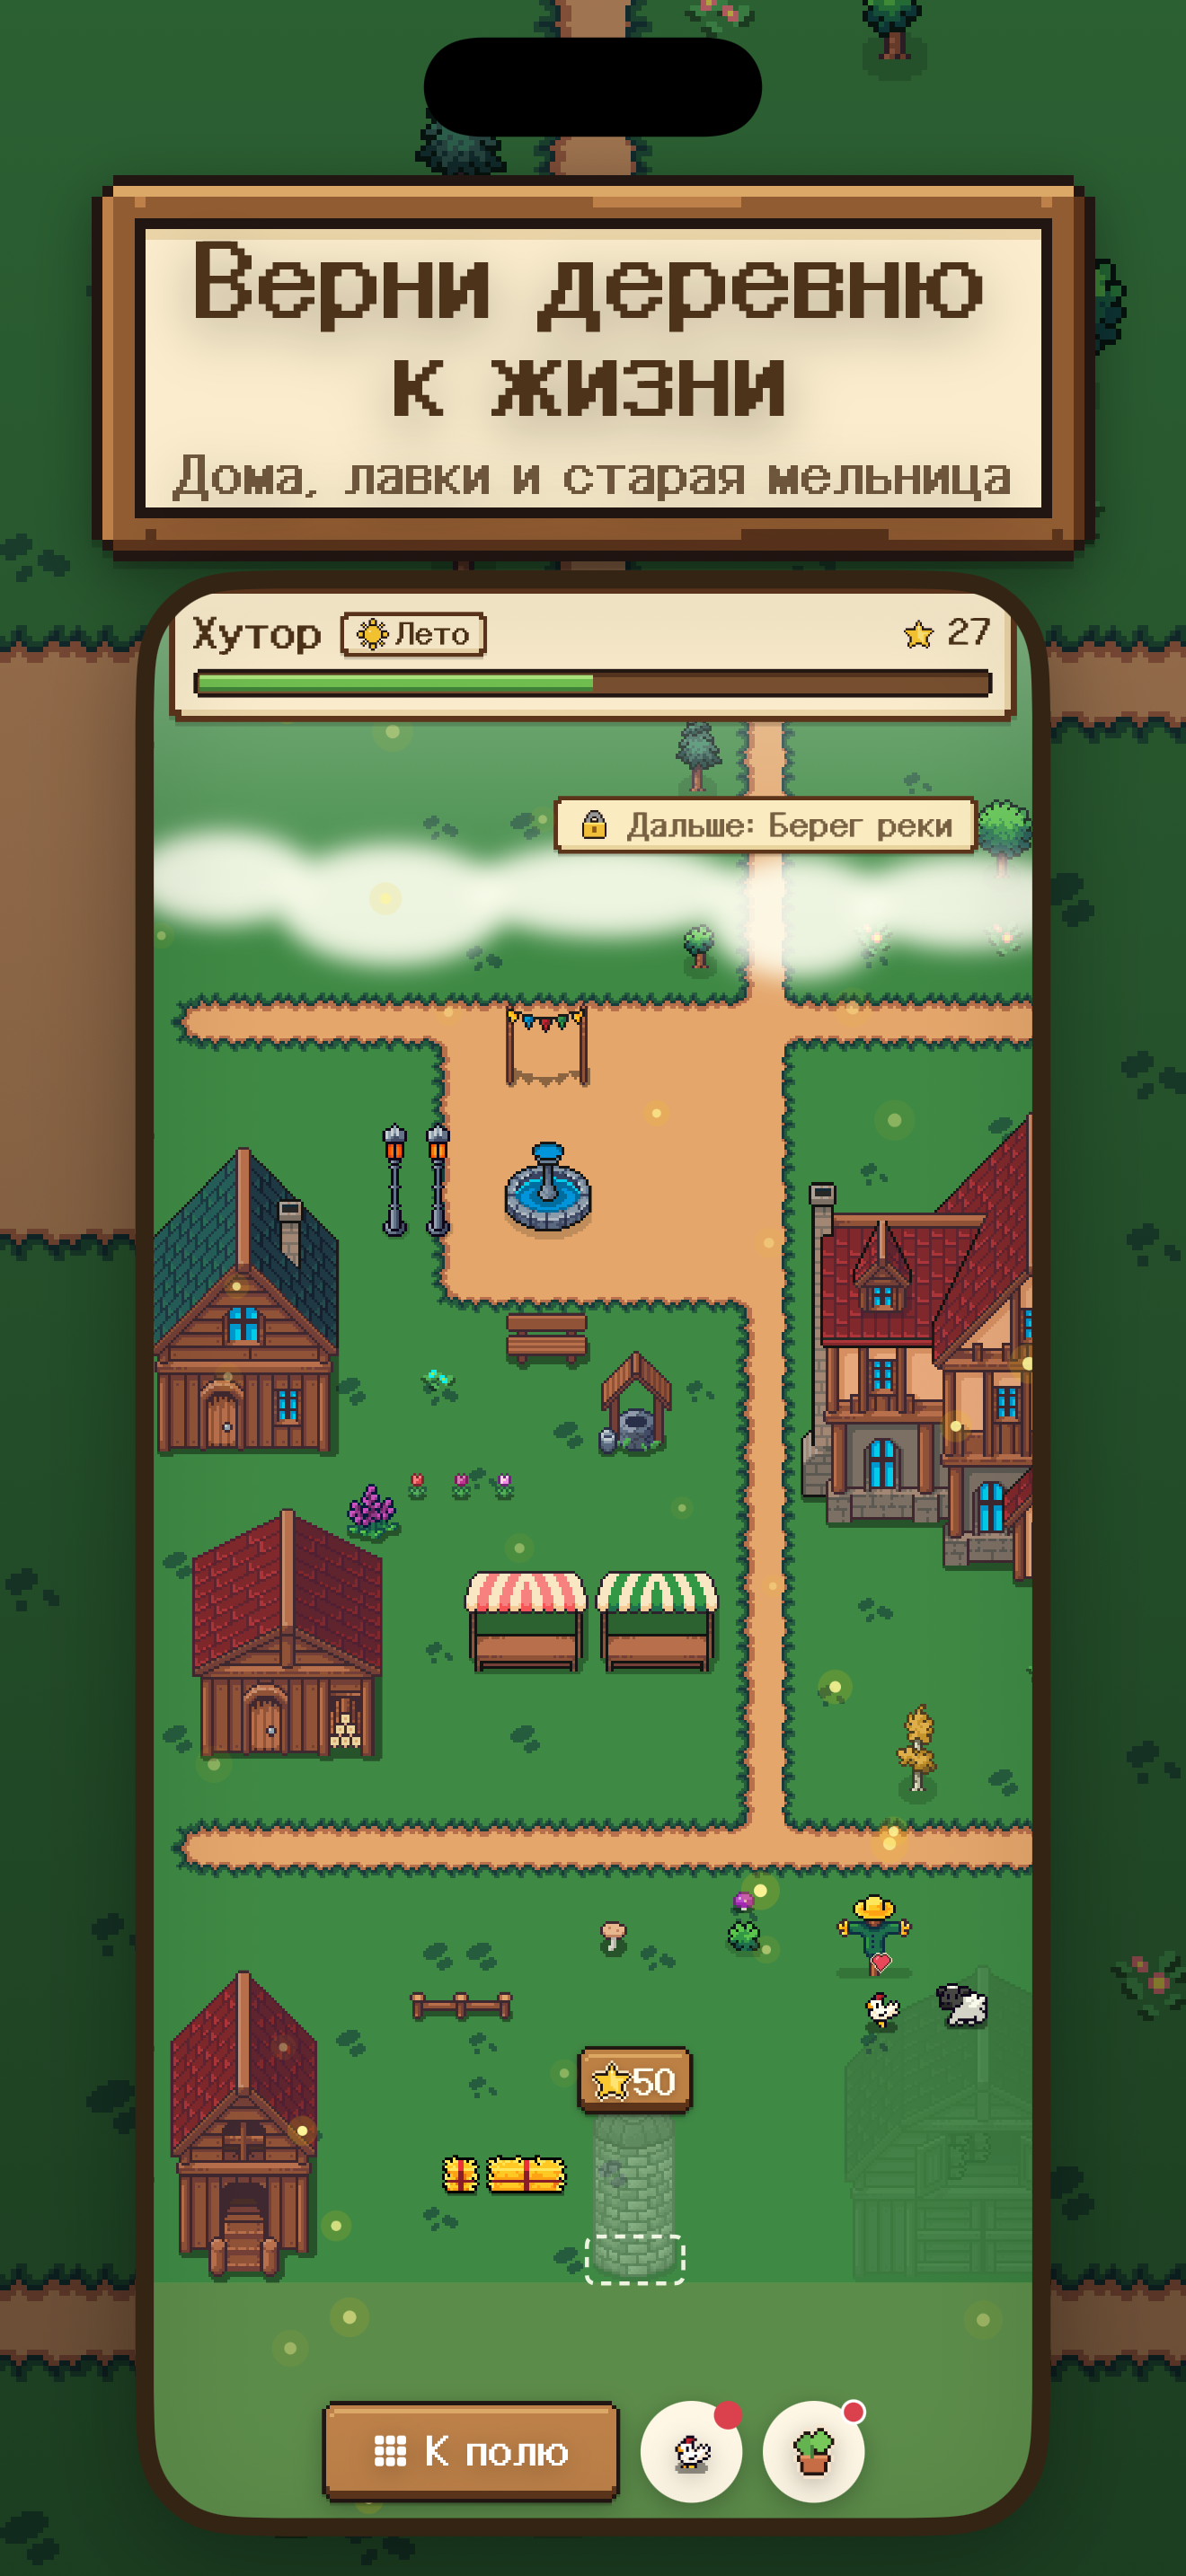 Верни деревню
к жизни
Дома, лавки и старая мельница
Хутор
Лето
27
Дальше: Берег реки
50
К полю